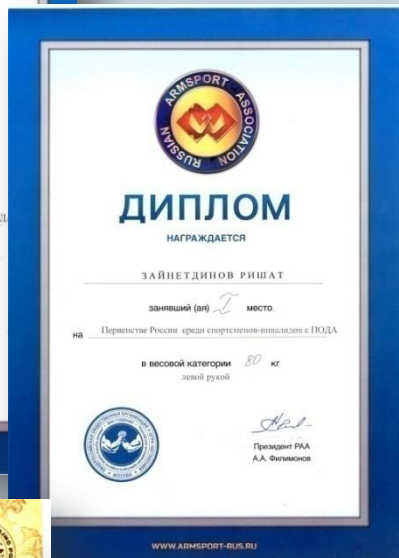 RUSSIAN ARMSPORT ASSOCIATION
ДИПЛОМ
НАГРАЖДАЕТСЯ
ЗАЙНЕТДИНОВ РИШАТ
занявший (ая) I место
на Первенстве России среди спортсменов-инвалидов с ПОДА
в весовой категории 80 кг
левой рукой
Президент РАА
А.А. Филимонов
WWW.ARMSPORT-RUS.RU